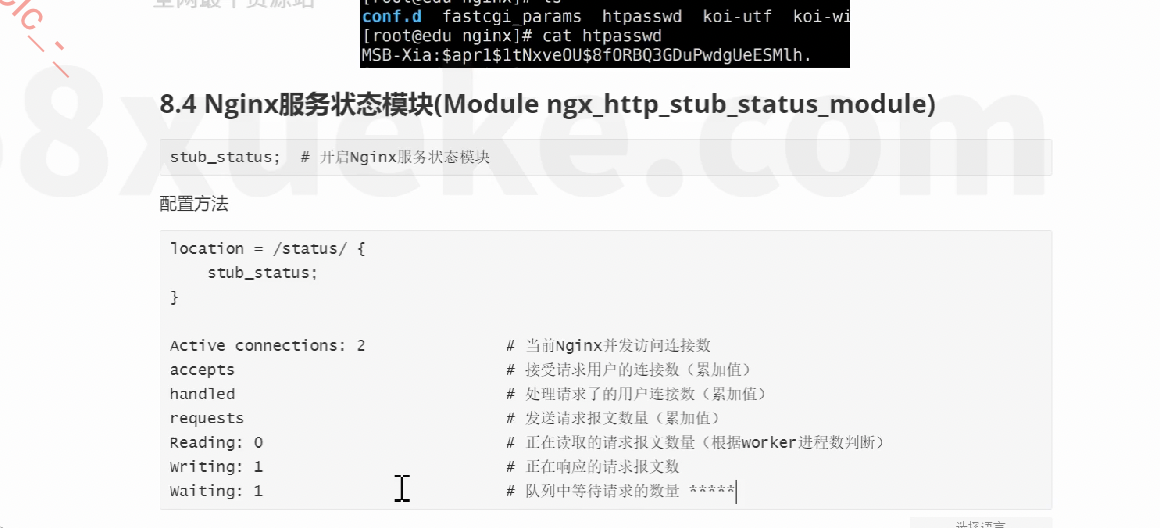 全网最牛资源站
[root@edu nginx]# ls
conf.d fastcgi_params htpasswd koi-utf koi-wi
[root@edu nginx]# cat htpasswd
8.4 Nginx服务状态模块(Module ngx_http_stub_status_module)
58xueke.com
stub_status; # 开启Nginx服务状态模块
配置方法
location = /status/ {
stub_status;
}
Active connections: 2 # 当前Nginx并发访问连接数
accepts # 接受请求用户的连接数（累加值）
handled # 处理请求了的用户连接数（累加值）
requests # 发送请求报文数量（累加值）
Reading: 0 # 正在读取的请求报文数量（根据worker进程数判断）
Writing: 1 # 正在响应的请求报文数
Waiting: 1 # 队列中等待请求的数量 *****
选择语言